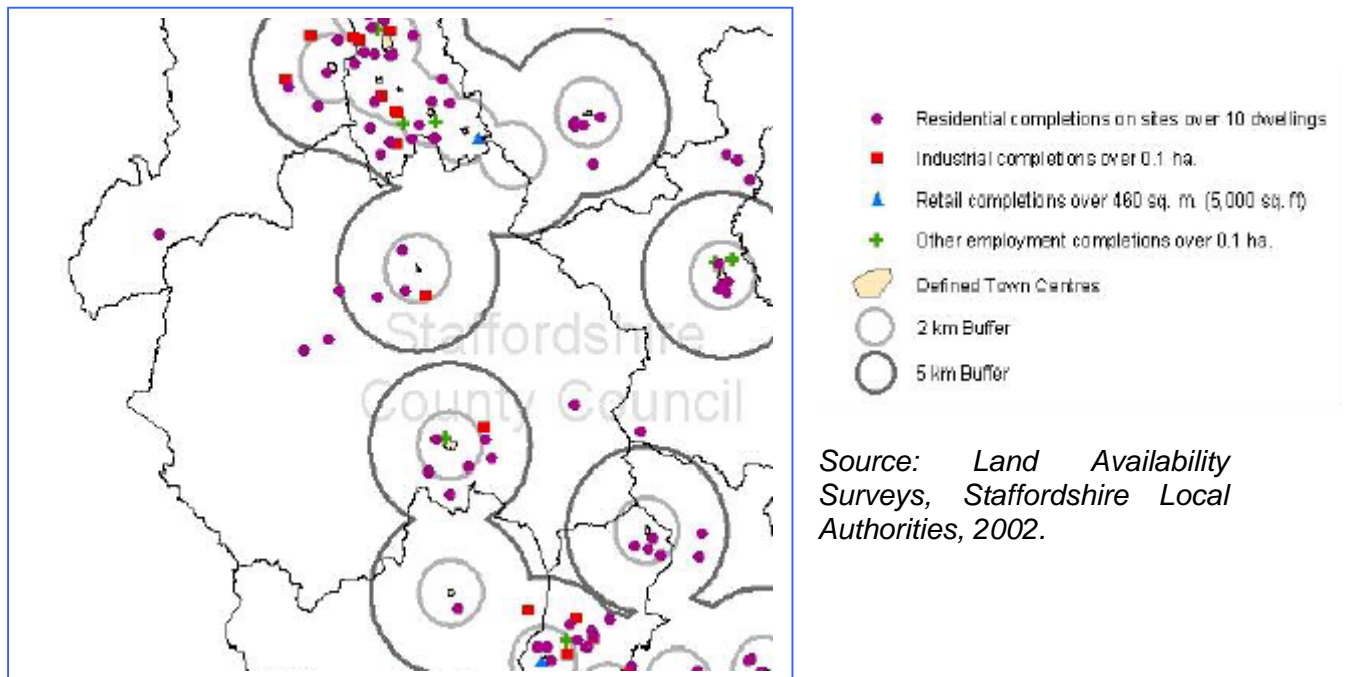 Staffordshire
County Council
Residential completions on sites over 10 dwellings
Industrial completions over 0.1 ha.
Retail completions over 460 sq. m. (5,000 sq. ft)
Other employment completions over 0.1 ha.
Defined Town Centres
2 km Buffer
5 km Buffer
Source: Land Availability
Surveys, Staffordshire Local
Authorities, 2002.